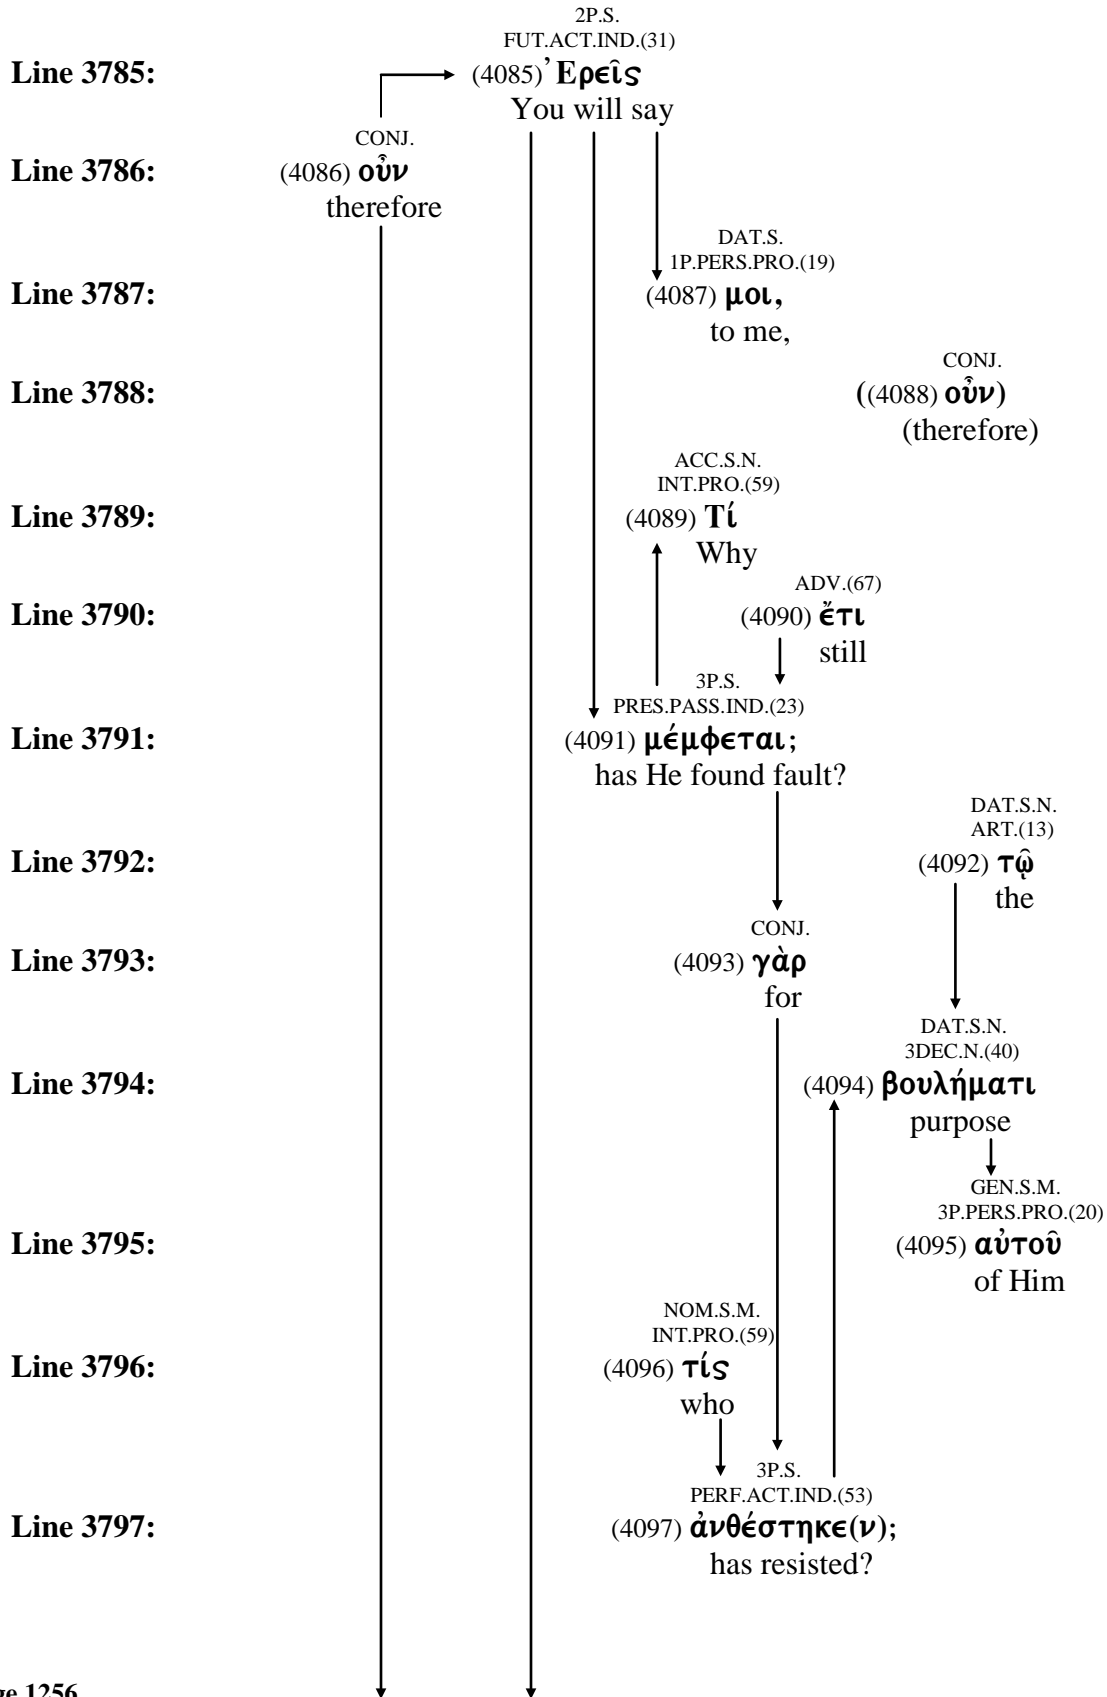 2P.S.
FUT.ACT.IND.(31)
Line 3785: (4085) Ἐρεῖς
You will say
CONJ.
Line 3786: (4086) οὖν
therefore
DAT.S.
1P.PERS.PRO.(19)
Line 3787: (4087) μοι,
to me,
CONJ.
Line 3788: ((4088) οὖν)
(therefore)
ACC.S.N.
INT.PRO.(59)
Line 3789: (4089) Τί
Why
ADV.(67)
Line 3790: (4090) ἔτι
still
3P.S.
PRES.PASS.IND.(23)
Line 3791: (4091) μέμφεται;
has He found fault?
DAT.S.N.
ART.(13)
Line 3792: (4092) τῷ
the
CONJ.
Line 3793: (4093) γὰρ
for
DAT.S.N.
3DEC.N.(40)
Line 3794: (4094) βουλήματι
purpose
GEN.S.M.
3P.PERS.PRO.(20)
Line 3795: (4095) αὐτοῦ
of Him
NOM.S.M.
INT.PRO.(59)
Line 3796: (4096) τίς
who
3P.S.
PERF.ACT.IND.(53)
Line 3797: (4097) ἀνθέστηκε(ν);
has resisted?
ge 1256